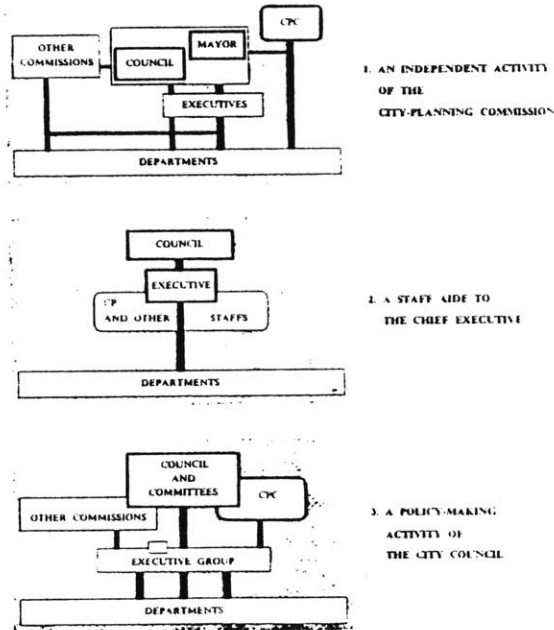 CPC
MAYOR
OTHER
COMMISSIONS
COUNCIL
EXECUTIVES
DEPARTMENTS
1. AN INDEPENDENT ACTIVITY
OF THE
CITY-PLANNING COMMISSION
COUNCIL
EXECUTIVE
CP
AND OTHER STAFFS
DEPARTMENTS
2. A STAFF AIDE TO
THE CHIEF EXECUTIVE
COUNCIL
AND
COMMITTEES
CPC
OTHER COMMISSIONS
EXECUTIVE GROUP
DEPARTMENTS
3. A POLICY-MAKING
ACTIVITY OF
THE CITY COUNCIL